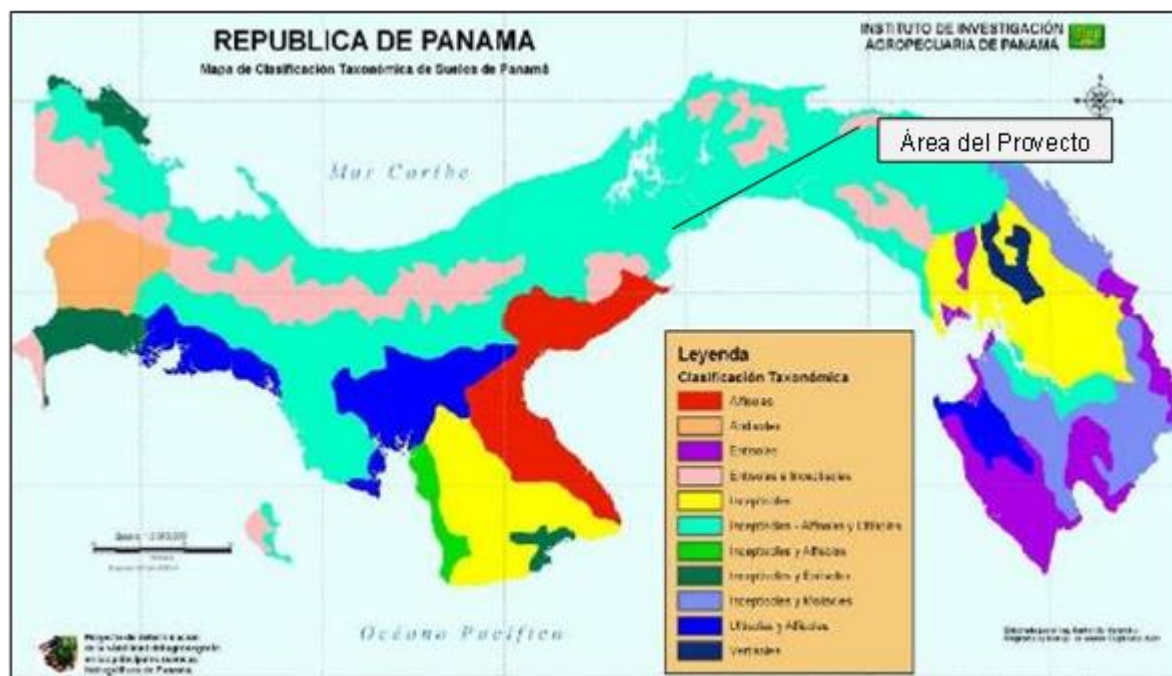 REPUBLICA DE PANAMA
Mapa de Clasificación Taxonómica de Suelos de Panamá
INSTITUTO DE INVESTIGACIÓN
AGROPECUARIA DE PANAMÁ
Área del Proyecto
Mar Caribe
Leyenda
Clasificación Taxonómica
Alfisoles
Andisoles
Entisoles
Entisoles e Inceptisoles
Inceptisoles
Inceptisoles - Alfisoles y Ultisoles
Inceptisoles y Alfisoles
Inceptisoles y Entisoles
Inceptisoles y Molisoles
Ultisoles y Alfisoles
Vertisoles
Océano Pacífico
de Panamá